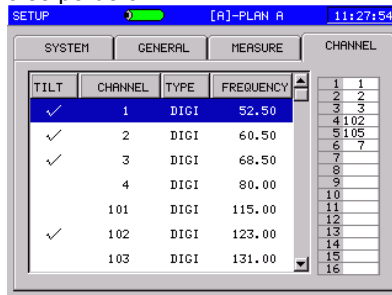 SETUP [A]-PLAN A 11:27:54
SYSTEM GENERAL MEASURE CHANNEL
TILT CHANNEL TYPE FREQUENCY
✓ 1 DIGI 52.50
✓ 2 DIGI 60.50
✓ 3 DIGI 68.50
4 DIGI 80.00
101 DIGI 115.00
✓ 102 DIGI 123.00
103 DIGI 131.00
1 1
2 2
3 3
4 102
5 105
6 7
7
8
9
10
11
12
13
14
15
16